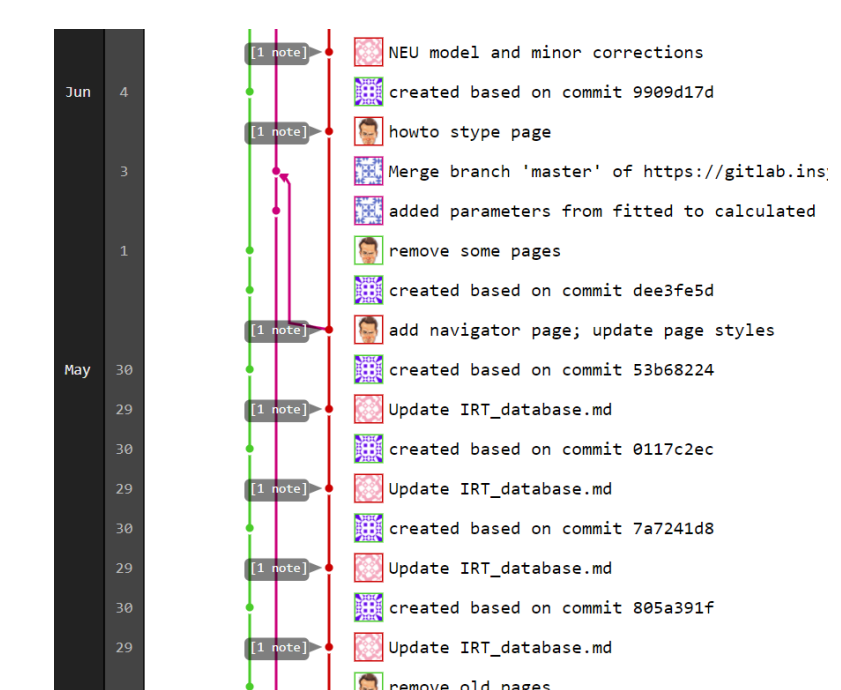 [1 note] NEU model and minor corrections
Jun 4 created based on commit 9909d17d
[1 note] howto stype page
3 Merge branch 'master' of https://gitlab.ins
added parameters from fitted to calculated
1 remove some pages
created based on commit dee3fe5d
[1 note] add navigator page; update page styles
May 30 created based on commit 53b68224
29 [1 note] Update IRT_database.md
30 created based on commit 0117c2ec
29 [1 note] Update IRT_database.md
30 created based on commit 7a7241d8
29 [1 note] Update IRT_database.md
30 created based on commit 805a391f
29 [1 note] Update IRT_database.md
remove old pages